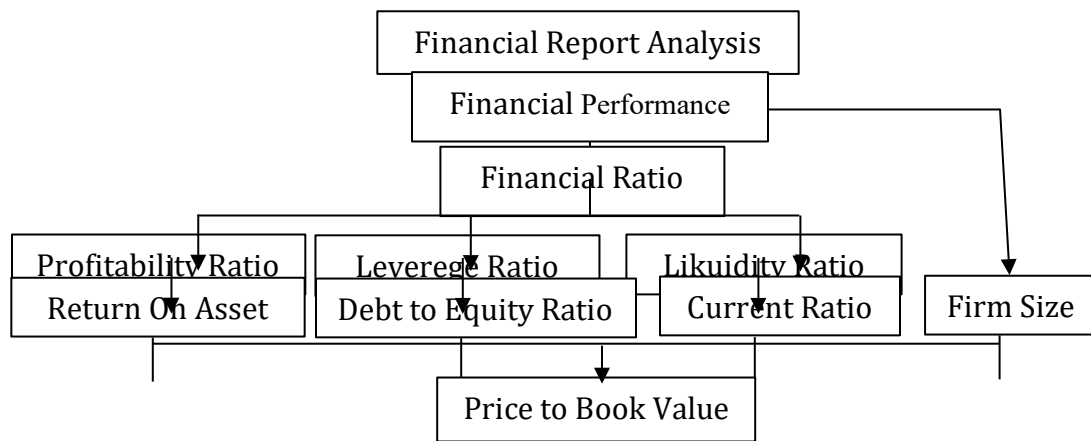 Financial Report Analysis
Financial Performance
Financial Ratio
Profitability Ratio
Leverege Ratio
Likuidity Ratio
Return On Asset
Debt to Equity Ratio
Current Ratio
Firm Size
Price to Book Value